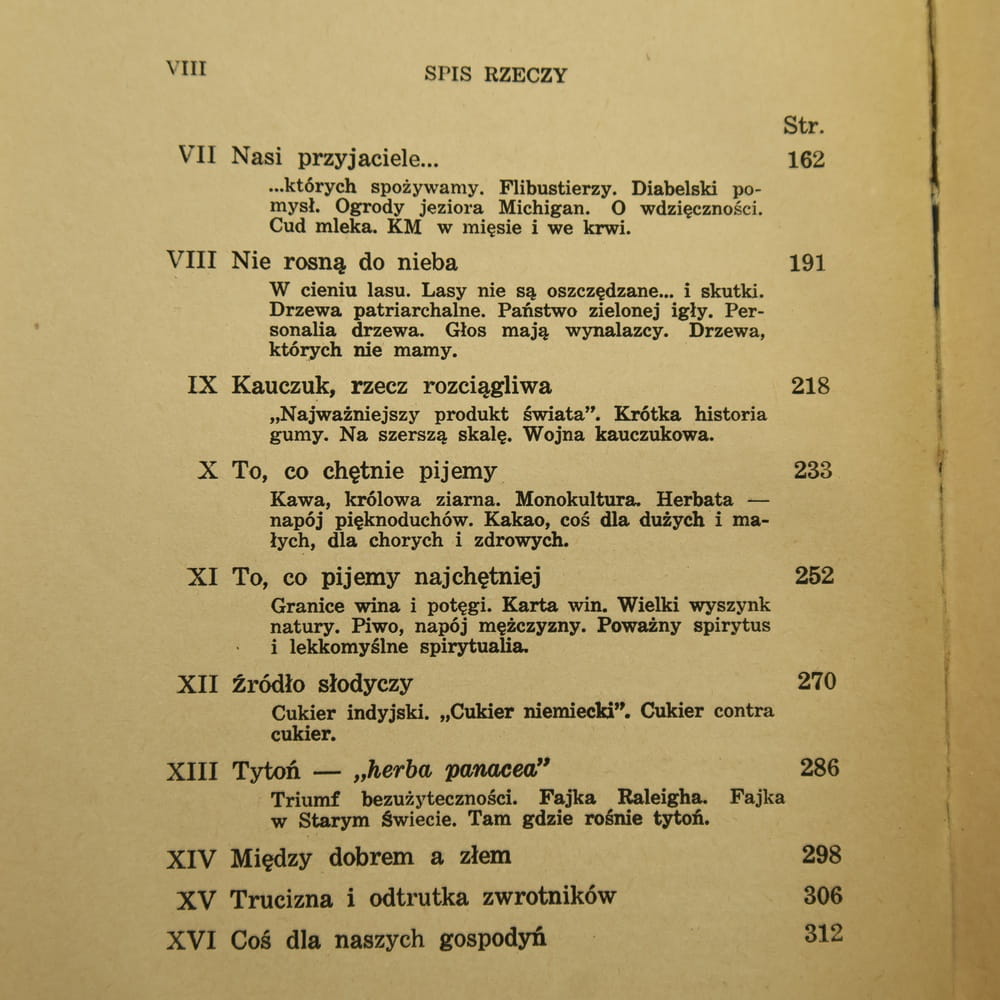 VIII SPIS RZECZY
Str.
VII Nasi przyjaciele... 162
...których spożywamy. Flibustierzy. Diabelski po-
mysł. Ogrody jeziora Michigan. O wdzięczności.
Cud mleka. KM w mięsie i we krwi.
VIII Nie rosną do nieba 191
W cieniu lasu. Lasy nie są oszczędzane... i skutki.
Drzewa patriarchalne. Państwo zielonej igły. Per-
sonalia drzewa. Głos mają wynalazcy. Drzewa,
których nie mamy.
IX Kauczuk, rzecz rozciągliwa 218
„Najważniejszy produkt świata”. Krótka historia
gumy. Na szerszą skalę. Wojna kauczukowa.
X To, co chętnie pijemy 233
Kawa, królowa ziarna. Monokultura. Herbata —
napój pięknoduchów. Kakao, coś dla dużych i ma-
łych, dla chorych i zdrowych.
XI To, co pijemy najchętniej 252
Granice wina i potęgi. Karta win. Wielki wyszynk
natury. Piwo, napój mężczyzny. Poważny spirytus
i lekkomyślne spirytualia.
XII Źródło słodyczy 270
Cukier indyjski. „Cukier niemiecki”. Cukier contra
cukier.
XIII Tytoń — „herba panacea” 286
Triumf bezużyteczności. Fajka Raleigha. Fajka
w Starym Świecie. Tam gdzie rośnie tytoń.
XIV Między dobrem a złem 298
XV Trucizna i odtrutka zwrotników 306
XVI Coś dla naszych gospodyń 312